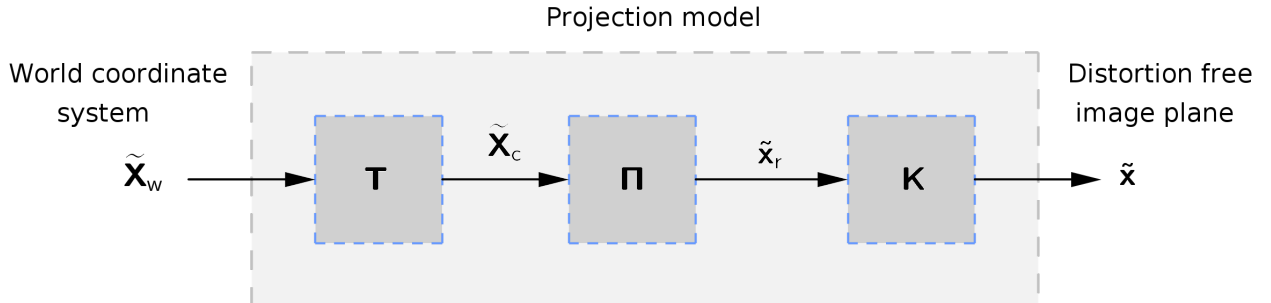 Projection model
World coordinate
system
Distortion free
image plane
X̃w
T
X̃c
Π
x̃r
K
x̃